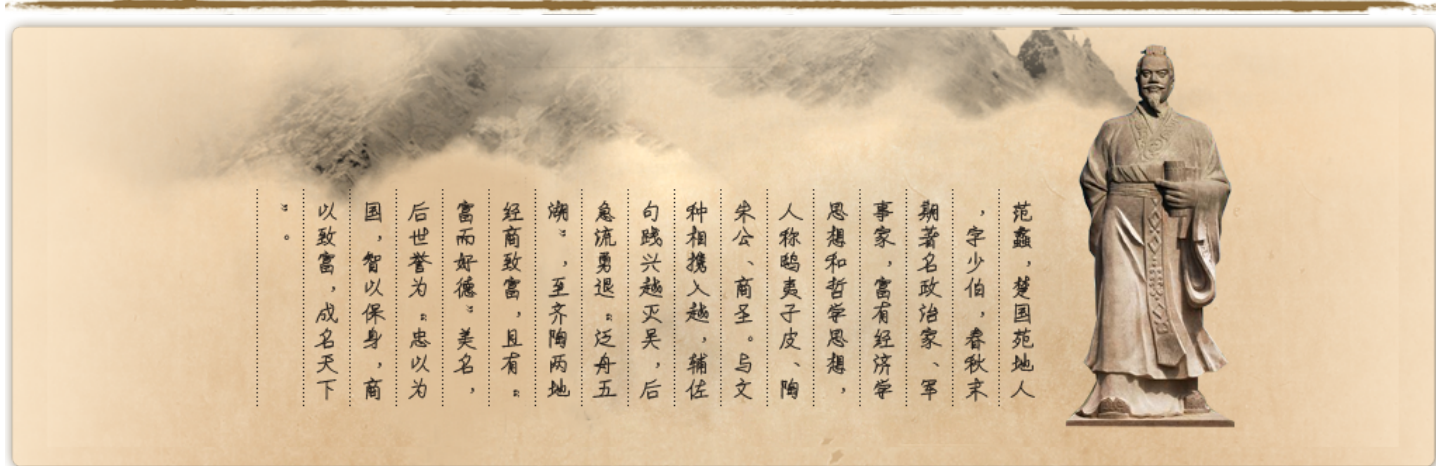 范蠡，楚国苑地人
，字少伯，春秋末
期著名政治家、军
事家，富有经济学
思想和哲学思想，
人称鸱夷子皮、陶
朱公、商圣。与文
种相携入越，辅佐
句践兴越灭吴，后
急流勇退“泛舟五
湖”，至齐陶两地
经商致富，且有“
富而好德”美名，
后世誉为“忠以为
国，智以保身，商
以致富，成名天下
”。